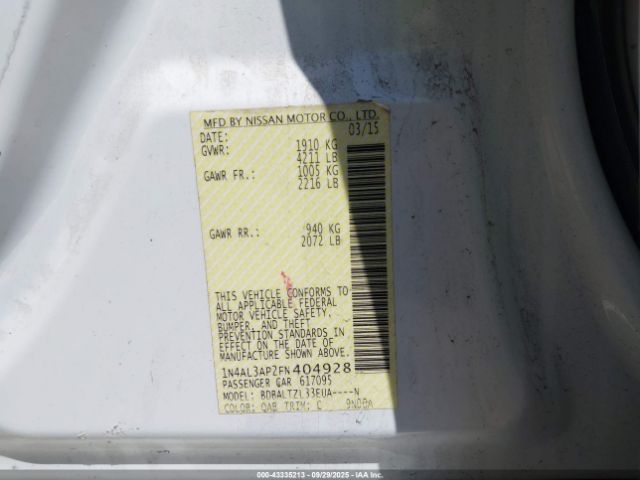 MFD BY NISSAN MOTOR CO., LTD.
DATE: 03/15
GVWR: 1910 KG
4211 LB
GAWR FR.: 1005 KG
2216 LB
GAWR RR.: 940 KG
2072 LB
THIS VEHICLE CONFORMS TO
ALL APPLICABLE FEDERAL
MOTOR VEHICLE SAFETY,
BUMPER, AND THEFT
PREVENTION STANDARDS IN
EFFECT ON THE DATE OF
MANUFACTURE SHOWN ABOVE.
1N4AL3AP2FN404928
PASSENGER CAR 617095
MODEL: BDBALTZL33EUA----N
COLOR: QAB TRIM: C
000-43335213 - 09/29/2025 - IAAI.com